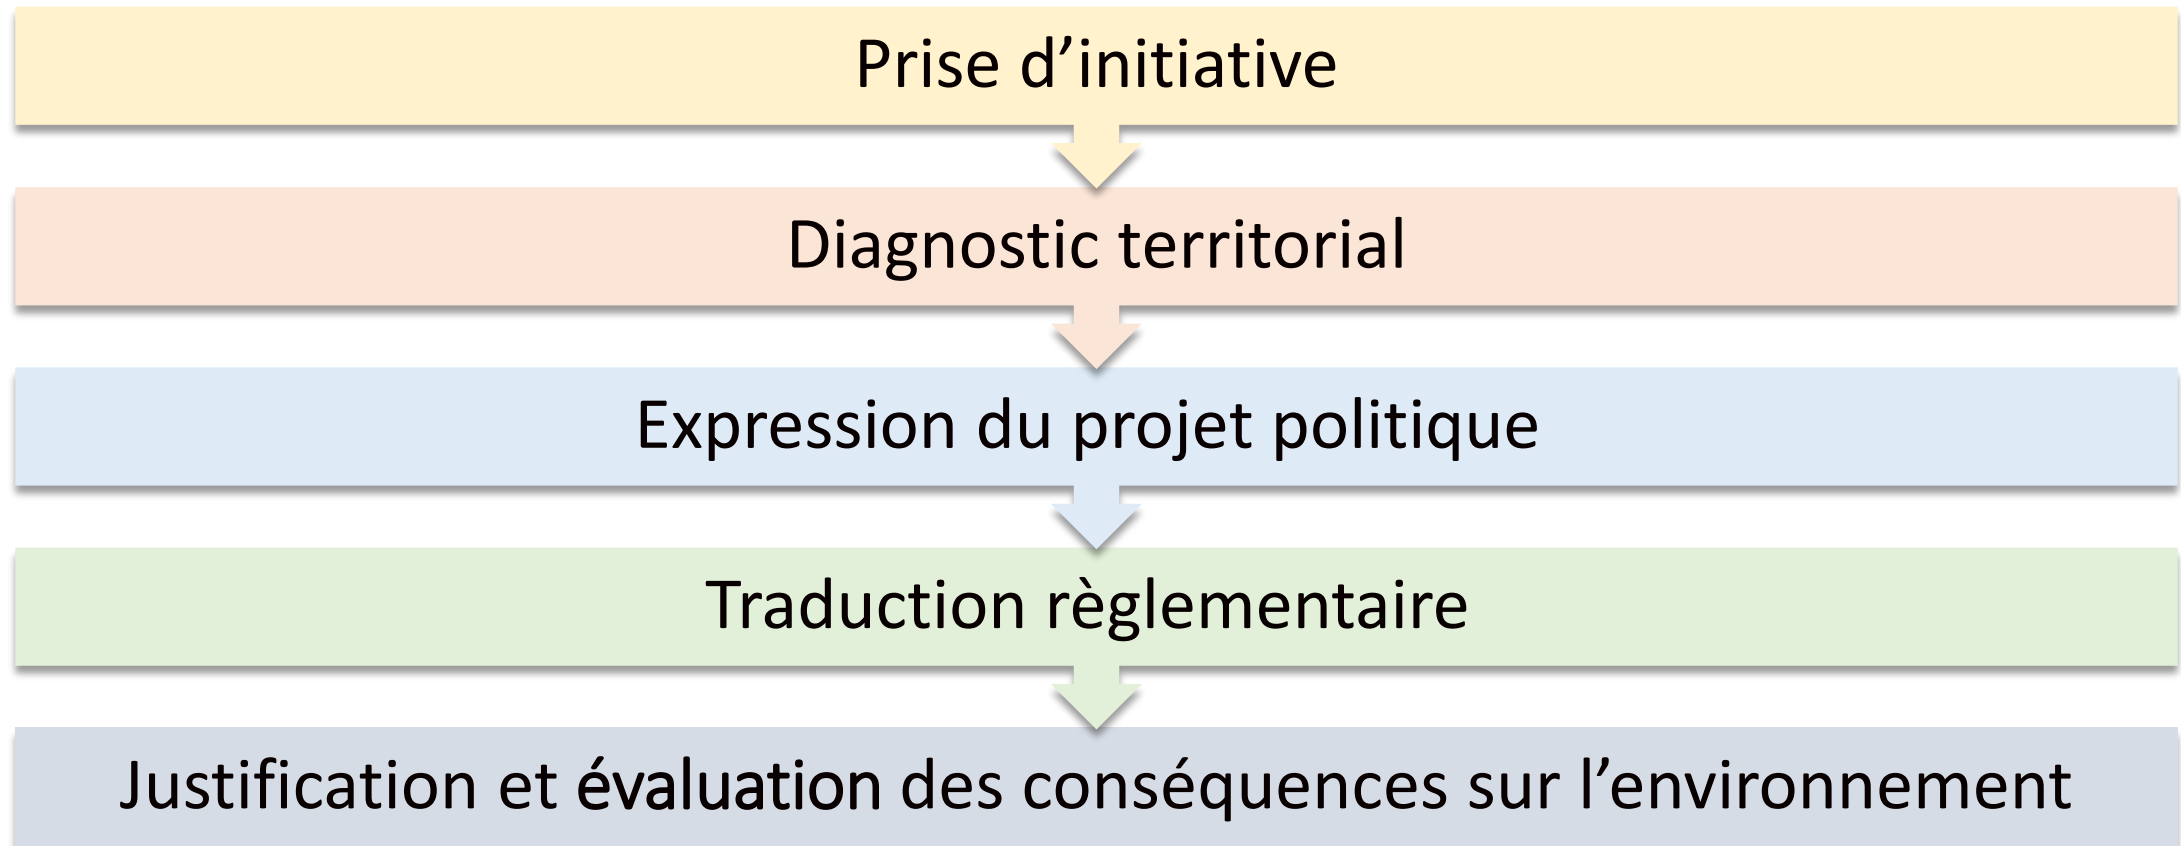 Prise d’initiative
Diagnostic territorial
Expression du projet politique
Traduction règlementaire
Justification et évaluation des conséquences sur l’environnement